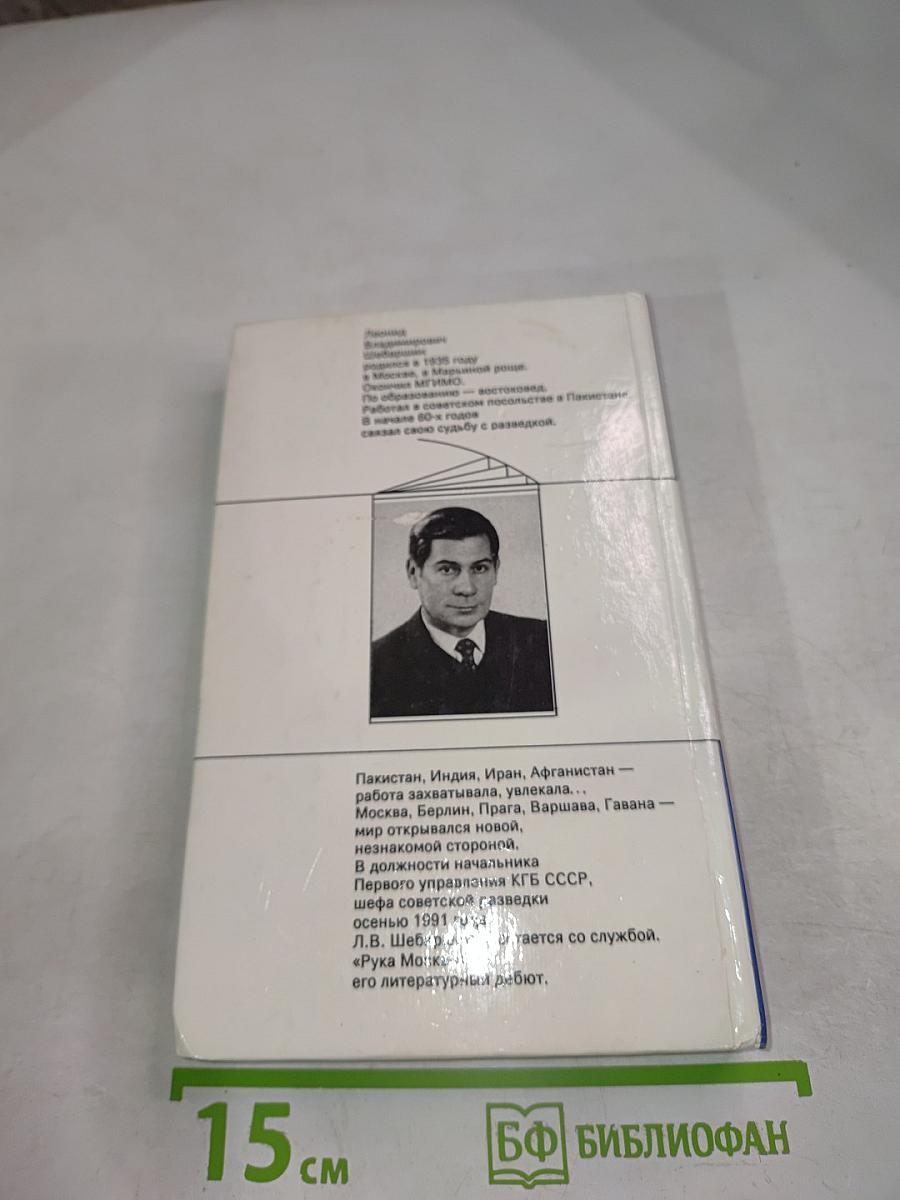 Леонид
Владимирович
Шебаршин
родился в 1935 году
в Москве, в Марьиной роще.
Окончил МГИМО.
По образованию — востоковед.
Работал в советском посольстве в Пакистане.
В начале 60-х годов
связал свою судьбу с разведкой.
Пакистан, Индия, Иран, Афганистан —
работа захватывала, увлекала...
Москва, Берлин, Прага, Варшава, Гавана —
мир открывался новой,
незнакомой стороной.
В должности начальника
Первого управления КГБ СССР,
шефа советской разведки
осенью 1991 года
Л.В. со службой.
«Рука Москвы»
его литературный дебют.
15 см
БФ БИБЛИОФАН